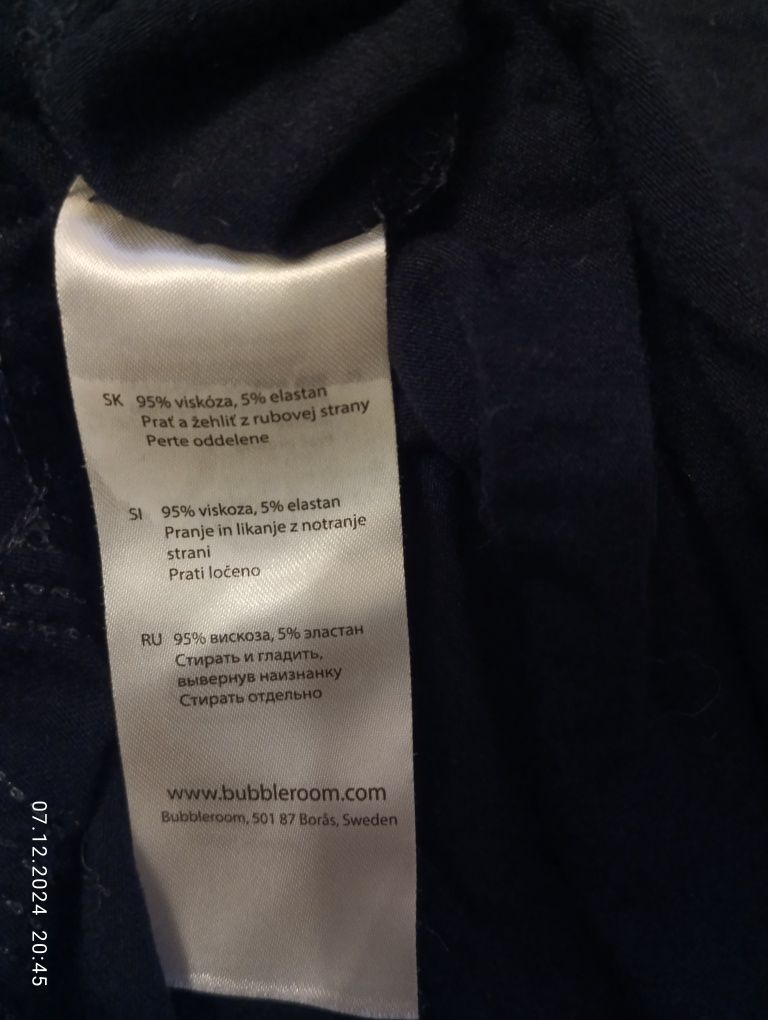 SK 95% viskóza, 5% elastan
Prať a žehliť z rubovej strany
Perte oddelene
SI 95% viskoza, 5% elastan
Pranje in likanje z notranje
strani
Prati ločeno
RU 95% вискоза, 5% эластан
Стирать и гладить,
вывернув наизнанку
Стирать отдельно
www.bubbleroom.com
Bubbleroom, 501 87 Borås, Sweden
07.12.2024 20:45